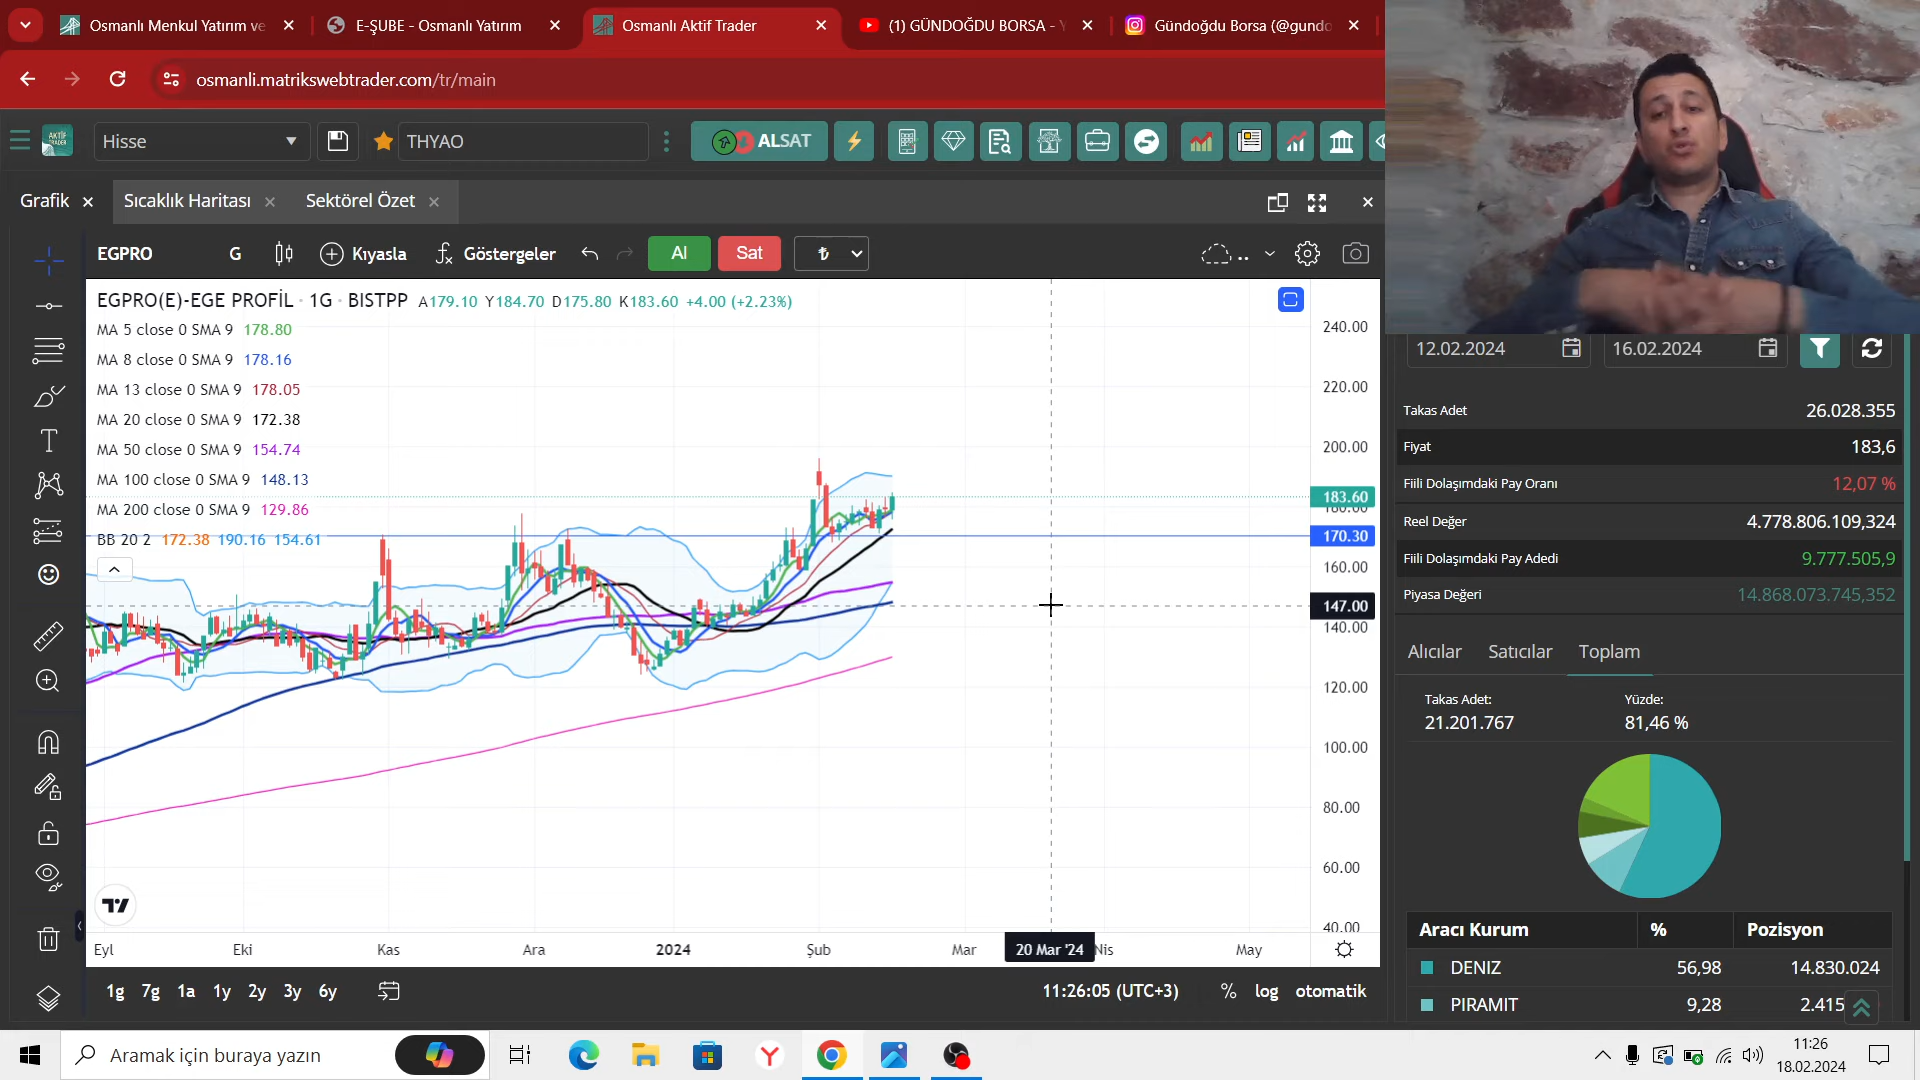 Osmanlı Menkul Yatırım ve
E-ŞUBE - Osmanlı Yatırım
Osmanlı Aktif Trader
(1) GÜNDOĞDU BORSA - Y
Gündoğdu Borsa (@gundo
osmanli.matrikswebtrader.com/tr/main
AKTİF TRADER
Hisse
THYAO
ALSAT
Grafik
Sıcaklık Haritası
Sektörel Özet
EGPRO
G
Kıyasla
Göstergeler
Al
Sat
₺
EGPRO(E)-EGE PROFİL · 1G · BISTPP A179.10 Y184.70 D175.80 K183.60 +4.00 (+2.23%)
MA 5 close 0 SMA 9 178.80
MA 8 close 0 SMA 9 178.16
MA 13 close 0 SMA 9 178.05
MA 20 close 0 SMA 9 172.38
MA 50 close 0 SMA 9 154.74
MA 100 close 0 SMA 9 148.13
MA 200 close 0 SMA 9 129.86
BB 20 2 172.38 190.16 154.61
240.00
220.00
200.00
183.60
180.00
170.30
160.00
147.00
140.00
120.00
100.00
80.00
60.00
40.00
Eyl
Eki
Kas
Ara
2024
Şub
Mar
20 Mar '24
Nis
May
1g 7g 1a 1y 2y 3y 6y
11:26:05 (UTC+3)
% log otomatik
12.02.2024
16.02.2024
Takas Adet 26.028.355
Fiyat 183,6
Fiili Dolaşımdaki Pay Oranı 12,07 %
Reel Değer 4.778.806.109,324
Fiili Dolaşımdaki Pay Adedi 9.777.505,9
Piyasa Değeri 14.868.073.745,352
Alıcılar Satıcılar Toplam
Takas Adet: Yüzde:
21.201.767 81,46 %
Aracı Kurum % Pozisyon
DENIZ 56,98 14.830.024
PIRAMIT 9,28 2.415
Aramak için buraya yazın
11:26
18.02.2024